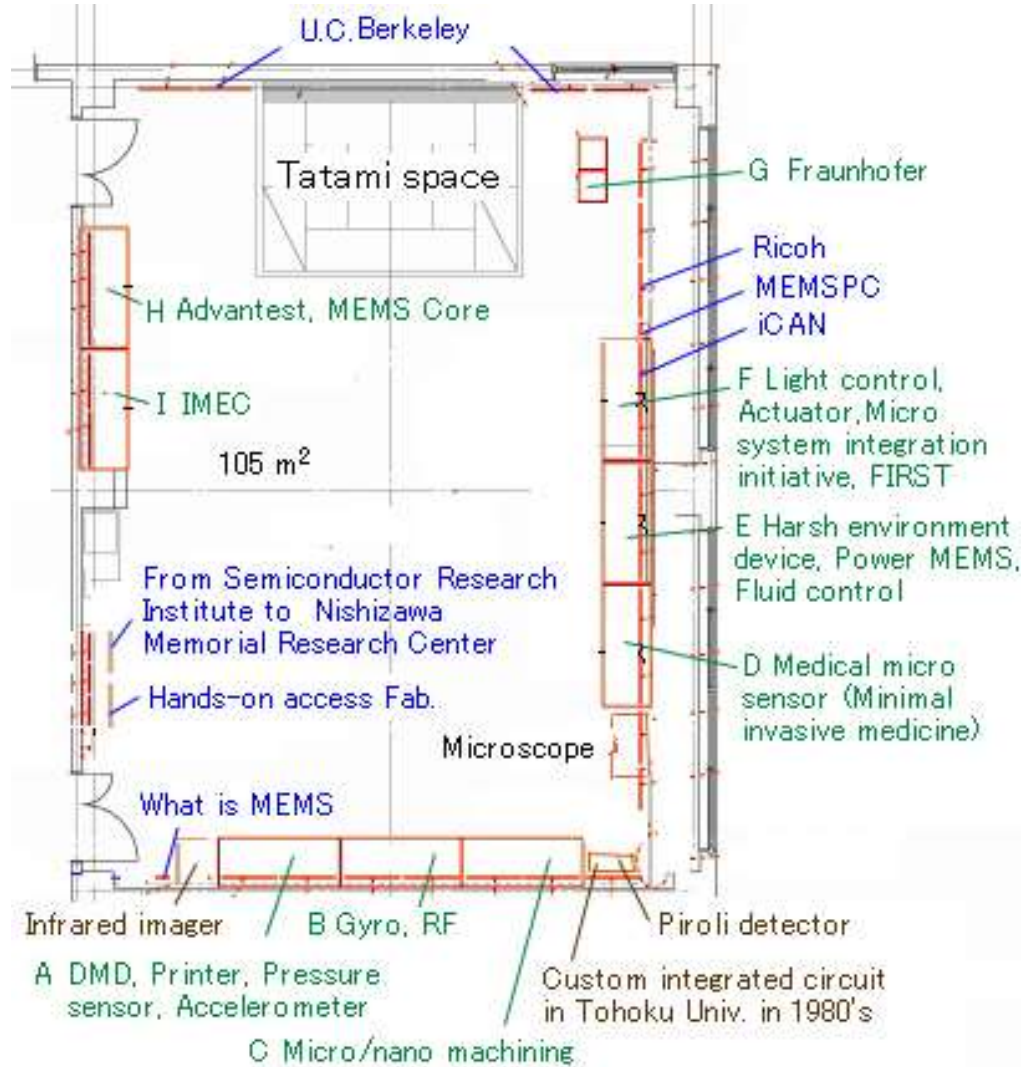 U.C. Berkeley
Tatami space
G Fraunhofer
Ricoh
MEMSPC
iCAN
H Advantest, MEMS Core
F Light control,
Actuator, Micro
system integration
initiative, FIRST
I IMEC
105 m²
E Harsh environment
device, Power MEMS,
Fluid control
From Semiconductor Research
Institute to Nishizawa
Memorial Research Center
D Medical micro
sensor (Minimal
invasive medicine)
Hands-on access Fab.
Microscope
What is MEMS
Infrared imager
B Gyro, RF
Piroli detector
A DMD, Printer, Pressure
sensor, Accelerometer
Custom integrated circuit
in Tohoku Univ. in 1980's
C Micro/nano machining